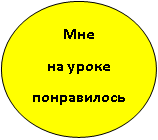 Мне
на уроке
понравилось